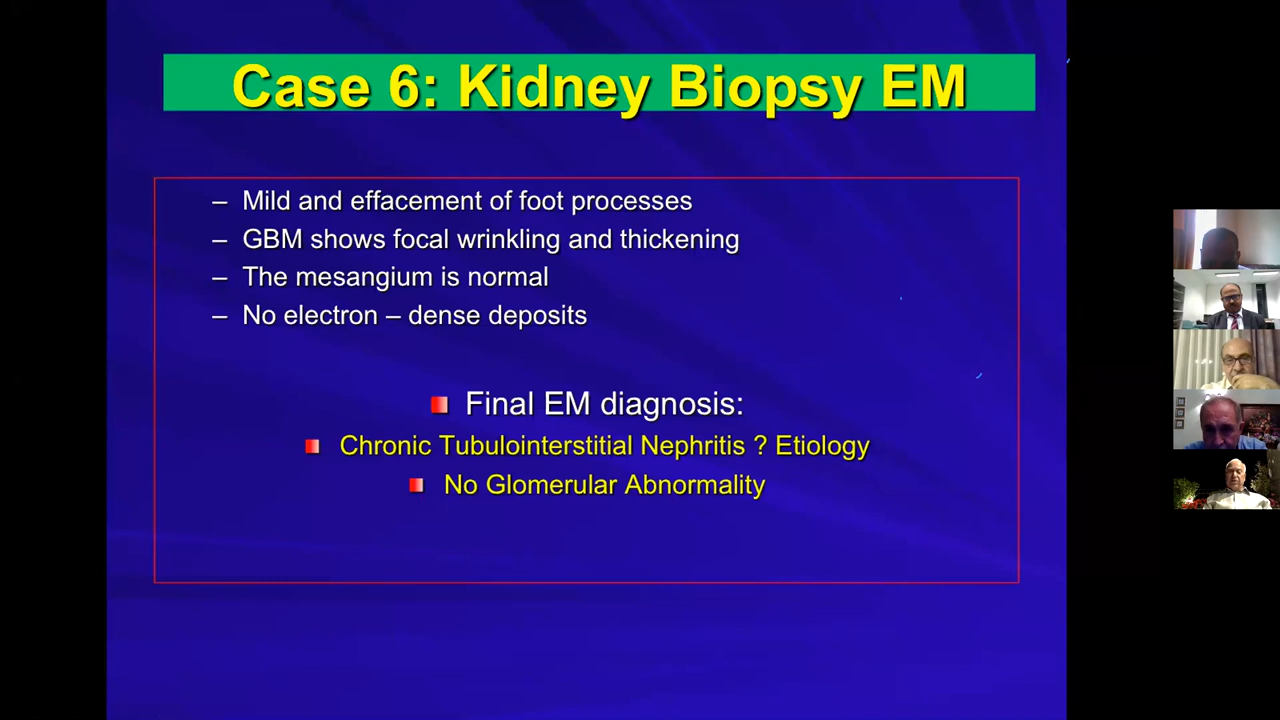 Case 6: Kidney Biopsy EM
– Mild and effacement of foot processes
– GBM shows focal wrinkling and thickening
– The mesangium is normal
– No electron – dense deposits
Final EM diagnosis:
Chronic Tubulointerstitial Nephritis ? Etiology
No Glomerular Abnormality